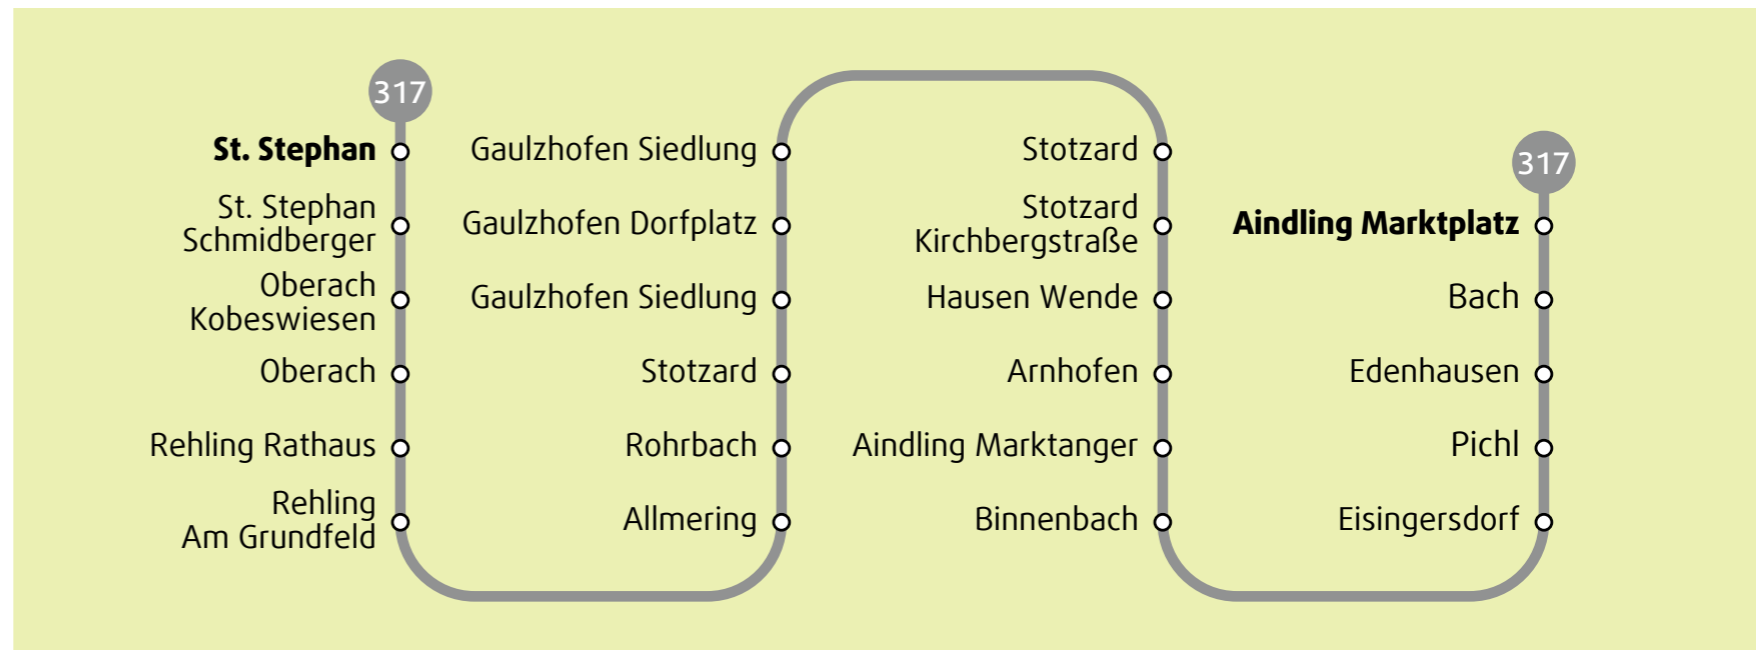 317
St. Stephan
St. Stephan
Schmidberger
Oberach
Kobeswiesen
Oberach
Rehling Rathaus
Rehling
Am Grundfeld
Gaulzhofen Siedlung
Gaulzhofen Dorfplatz
Gaulzhofen Siedlung
Stotzard
Rohrbach
Allmering
Stotzard
Stotzard
Kirchbergstraße
Hausen Wende
Arnhofen
Aindling Marktanger
Binnenbach
317
Aindling Marktplatz
Bach
Edenhausen
Pichl
Eisingersdorf